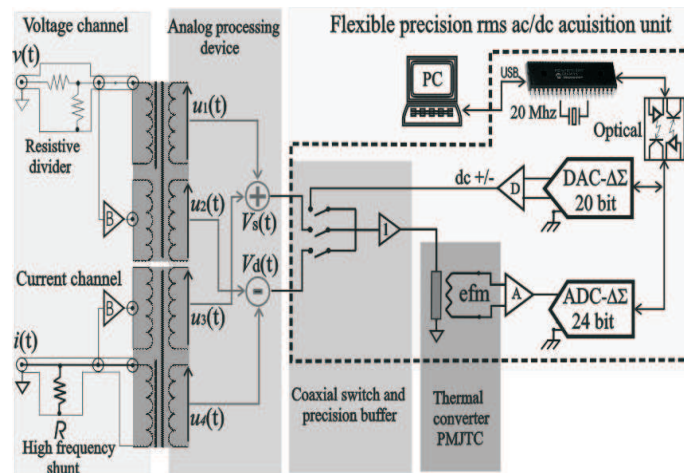 Voltage channel
Analog processing
device
Flexible precision rms ac/dc acuisition unit
v(t)
Resistive
divider
B
u1(t)
u2(t)
Vs(t)
Vd(t)
u3(t)
u4(t)
+
-
Current channel
B
i(t)
R
High frequency
shunt
PC
USB
20 Mhz
Optical
dc +/-
D
DAC-ΔΣ
20 bit
1
efm
A
ADC-ΔΣ
24 bit
Coaxial switch and
precision buffer
Thermal
converter
PMJTC